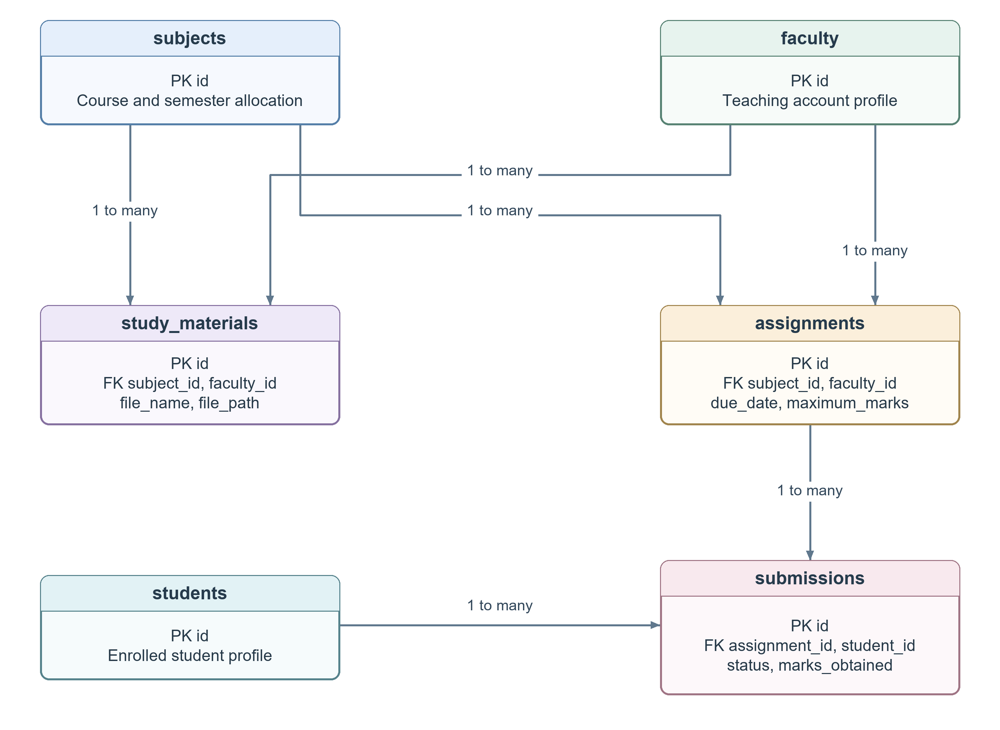 subjects
PK id
Course and semester allocation
faculty
PK id
Teaching account profile
1 to many
1 to many
1 to many
1 to many
study_materials
PK id
FK subject_id, faculty_id
file_name, file_path
assignments
PK id
FK subject_id, faculty_id
due_date, maximum_marks
1 to many
students
PK id
Enrolled student profile
1 to many
submissions
PK id
FK assignment_id, student_id
status, marks_obtained